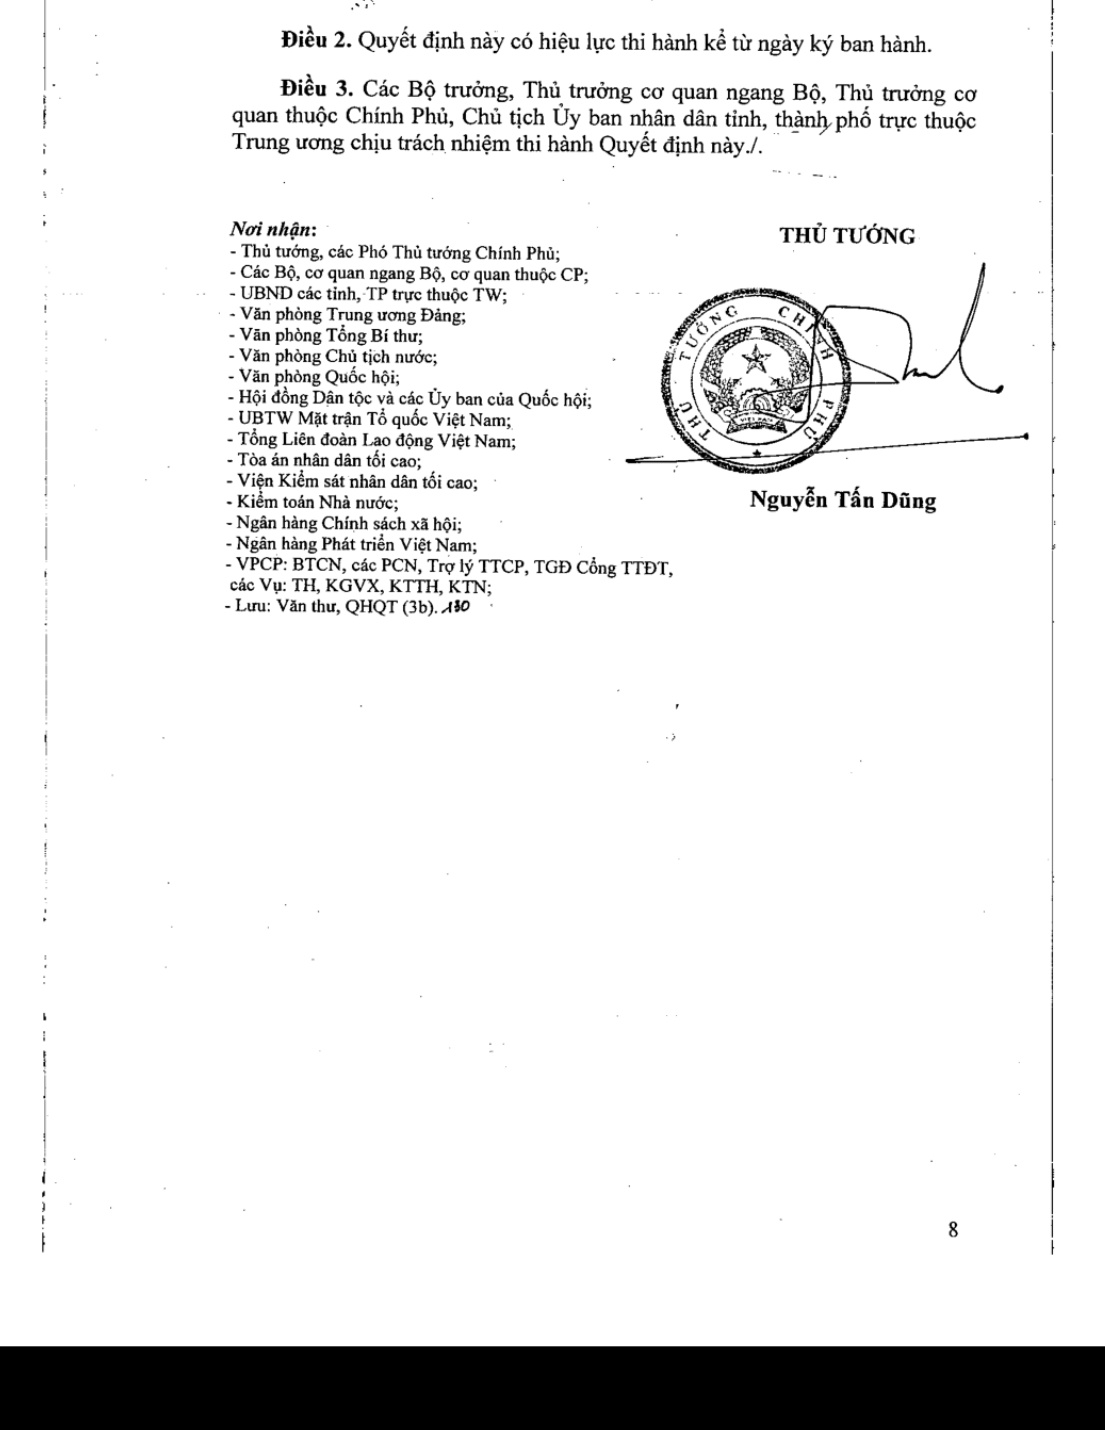 Điều 2. Quyết định này có hiệu lực thi hành kể từ ngày ký ban hành.
Điều 3. Các Bộ trưởng, Thủ trưởng cơ quan ngang Bộ, Thủ trưởng cơ
quan thuộc Chính Phủ, Chủ tịch Ủy ban nhân dân tỉnh, thành phố trực thuộc
Trung ương chịu trách nhiệm thi hành Quyết định này./.
Nơi nhận:
- Thủ tướng, các Phó Thủ tướng Chính Phủ;
- Các Bộ, cơ quan ngang Bộ, cơ quan thuộc CP;
- UBND các tỉnh, TP trực thuộc TW;
- Văn phòng Trung ương Đảng;
- Văn phòng Tổng Bí thư;
- Văn phòng Chủ tịch nước;
- Văn phòng Quốc hội;
- Hội đồng Dân tộc và các Ủy ban của Quốc hội;
- UBTW Mặt trận Tổ quốc Việt Nam;
- Tổng Liên đoàn Lao động Việt Nam;
- Tòa án nhân dân tối cao;
- Viện Kiểm sát nhân dân tối cao;
- Kiểm toán Nhà nước;
- Ngân hàng Chính sách xã hội;
- Ngân hàng Phát triển Việt Nam;
- VPCP: BTCN, các PCN, Trợ lý TTCP, TGĐ Cổng TTĐT,
các Vụ: TH, KGVX, KTTH, KTN;
- Lưu: Văn thư, QHQT (3b). 130
THỦ TƯỚNG
THỦ TƯỚNG CHÍNH PHỦ
VIỆT NAM
Nguyễn Tấn Dũng
8